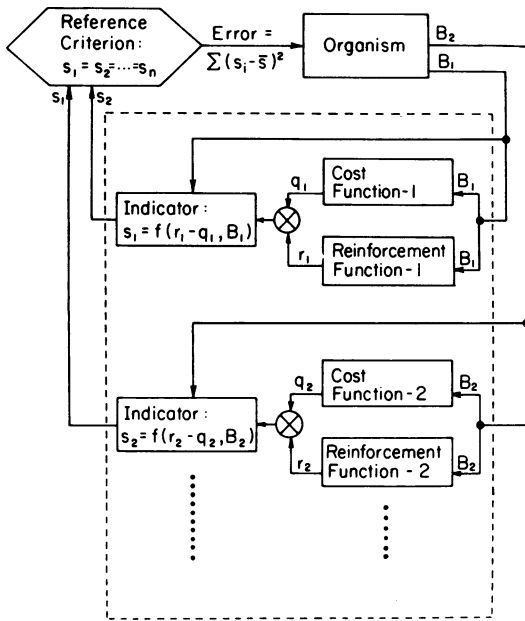 Reference
Criterion:
s₁ = s₂ = ⋯ = sₙ
Error =
∑(sᵢ-s̄)²
Organism
B₂
B₁
s₁
s₂
Indicator:
s₁ = f(r₁-q₁, B₁)
q₁
r₁
Cost
Function-1
B₁
Reinforcement
Function-1
B₁
Indicator:
s₂ = f(r₂-q₂, B₂)
q₂
r₂
Cost
Function-2
B₂
Reinforcement
Function-2
B₂